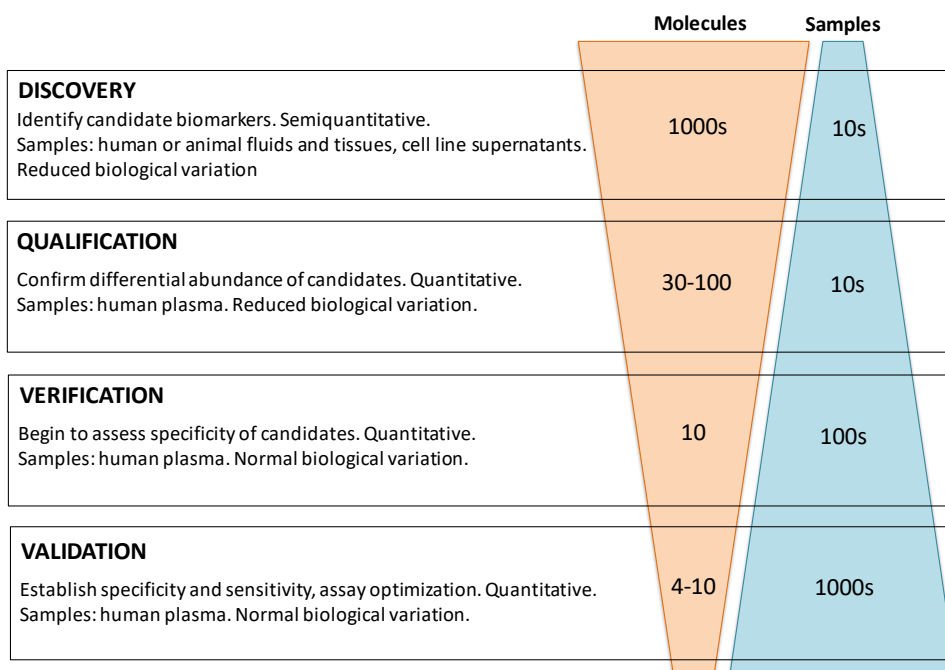 Molecules Samples
DISCOVERY
Identify candidate biomarkers. Semiquantitative.
Samples: human or animal fluids and tissues, cell line supernatants.
Reduced biological variation
1000s 10s
QUALIFICATION
Confirm differential abundance of candidates. Quantitative.
Samples: human plasma. Reduced biological variation.
30-100 10s
VERIFICATION
Begin to assess specificity of candidates. Quantitative.
Samples: human plasma. Normal biological variation.
10 100s
VALIDATION
Establish specificity and sensitivity, assay optimization. Quantitative.
Samples: human plasma. Normal biological variation.
4-10 1000s